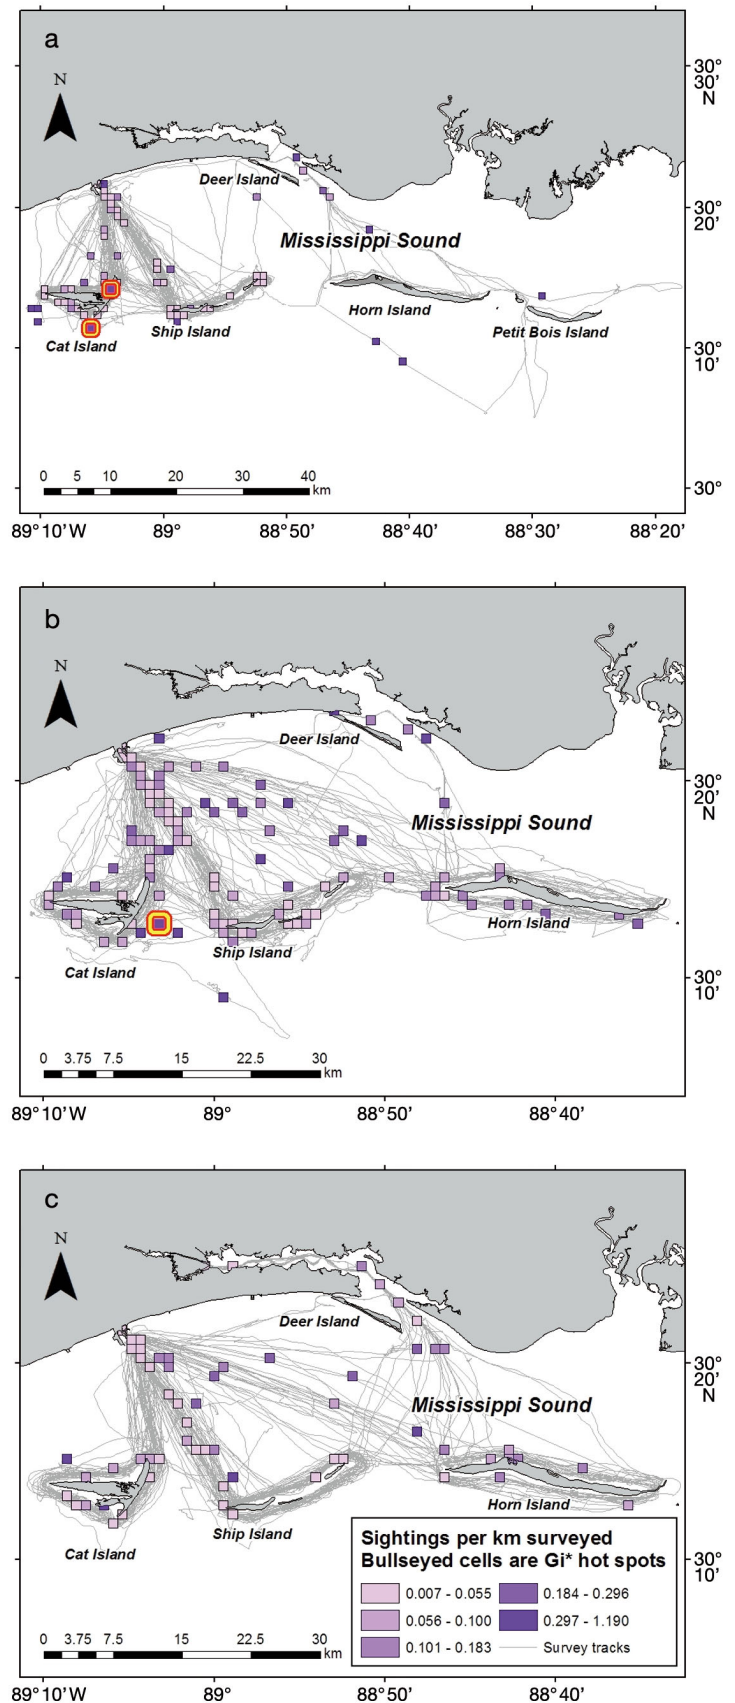 a
N
Deer Island
Mississippi Sound
Horn Island
Ship Island
Petit Bois Island
Cat Island
30°
30’
N
30°
20’
30°
10’
30°
0 5 10 20 30 40
km
89°10’W 89° 88°50’ 88°40’ 88°30’ 88°20’
b
N
Deer Island
Mississippi Sound
Horn Island
Ship Island
Cat Island
30°
20’
N
30°
10’
0 3.75 7.5 15 22.5 30
km
89°10’W 89° 88°50’ 88°40’
c
N
Deer Island
Mississippi Sound
Horn Island
Ship Island
Cat Island
30°
20’
N
30°
10’
Sightings per km surveyed
Bullseyed cells are Gi* hot spots
0.007 - 0.055 0.184 - 0.296
0.056 - 0.100 0.297 - 1.190
0.101 - 0.183 Survey tracks
0 3.75 7.5 15 22.5 30
km
89°10’W 89° 88°50’ 88°40’